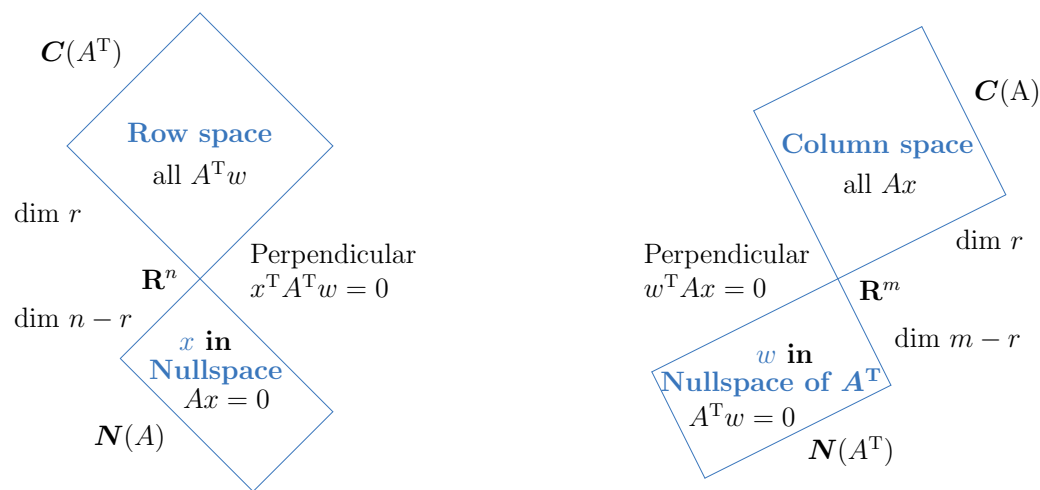 C(Aᵀ)
Row space
all Aᵀw
dim r
Rⁿ
Perpendicular
xᵀAᵀw = 0
dim n − r
x in
Nullspace
Ax = 0
N(A)
C(A)
Column space
all Ax
dim r
Perpendicular
wᵀAx = 0
Rᵐ
dim m − r
w in
Nullspace of Aᵀ
Aᵀw = 0
N(Aᵀ)